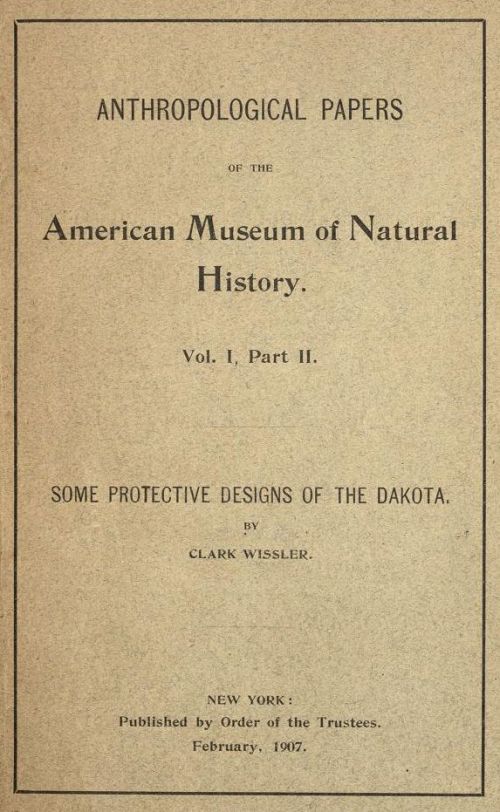 ANTHROPOLOGICAL PAPERS
OF THE
American Museum of Natural
History.
Vol. I, Part II.
SOME PROTECTIVE DESIGNS OF THE DAKOTA.
BY
CLARK WISSLER.
NEW YORK:
Published by Order of the Trustees.
February, 1907.